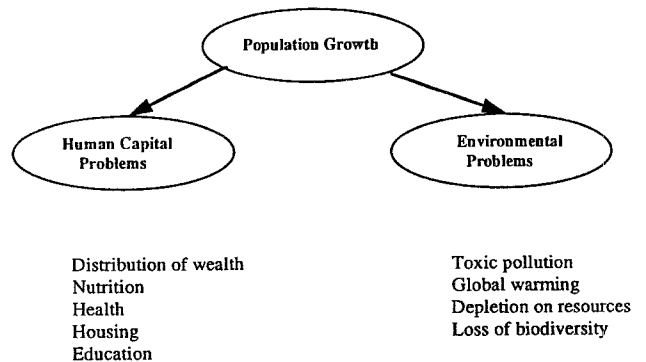 Population Growth
Human Capital
Problems
Environmental
Problems
Distribution of wealth
Nutrition
Health
Housing
Education
Toxic pollution
Global warming
Depletion on resources
Loss of biodiversity